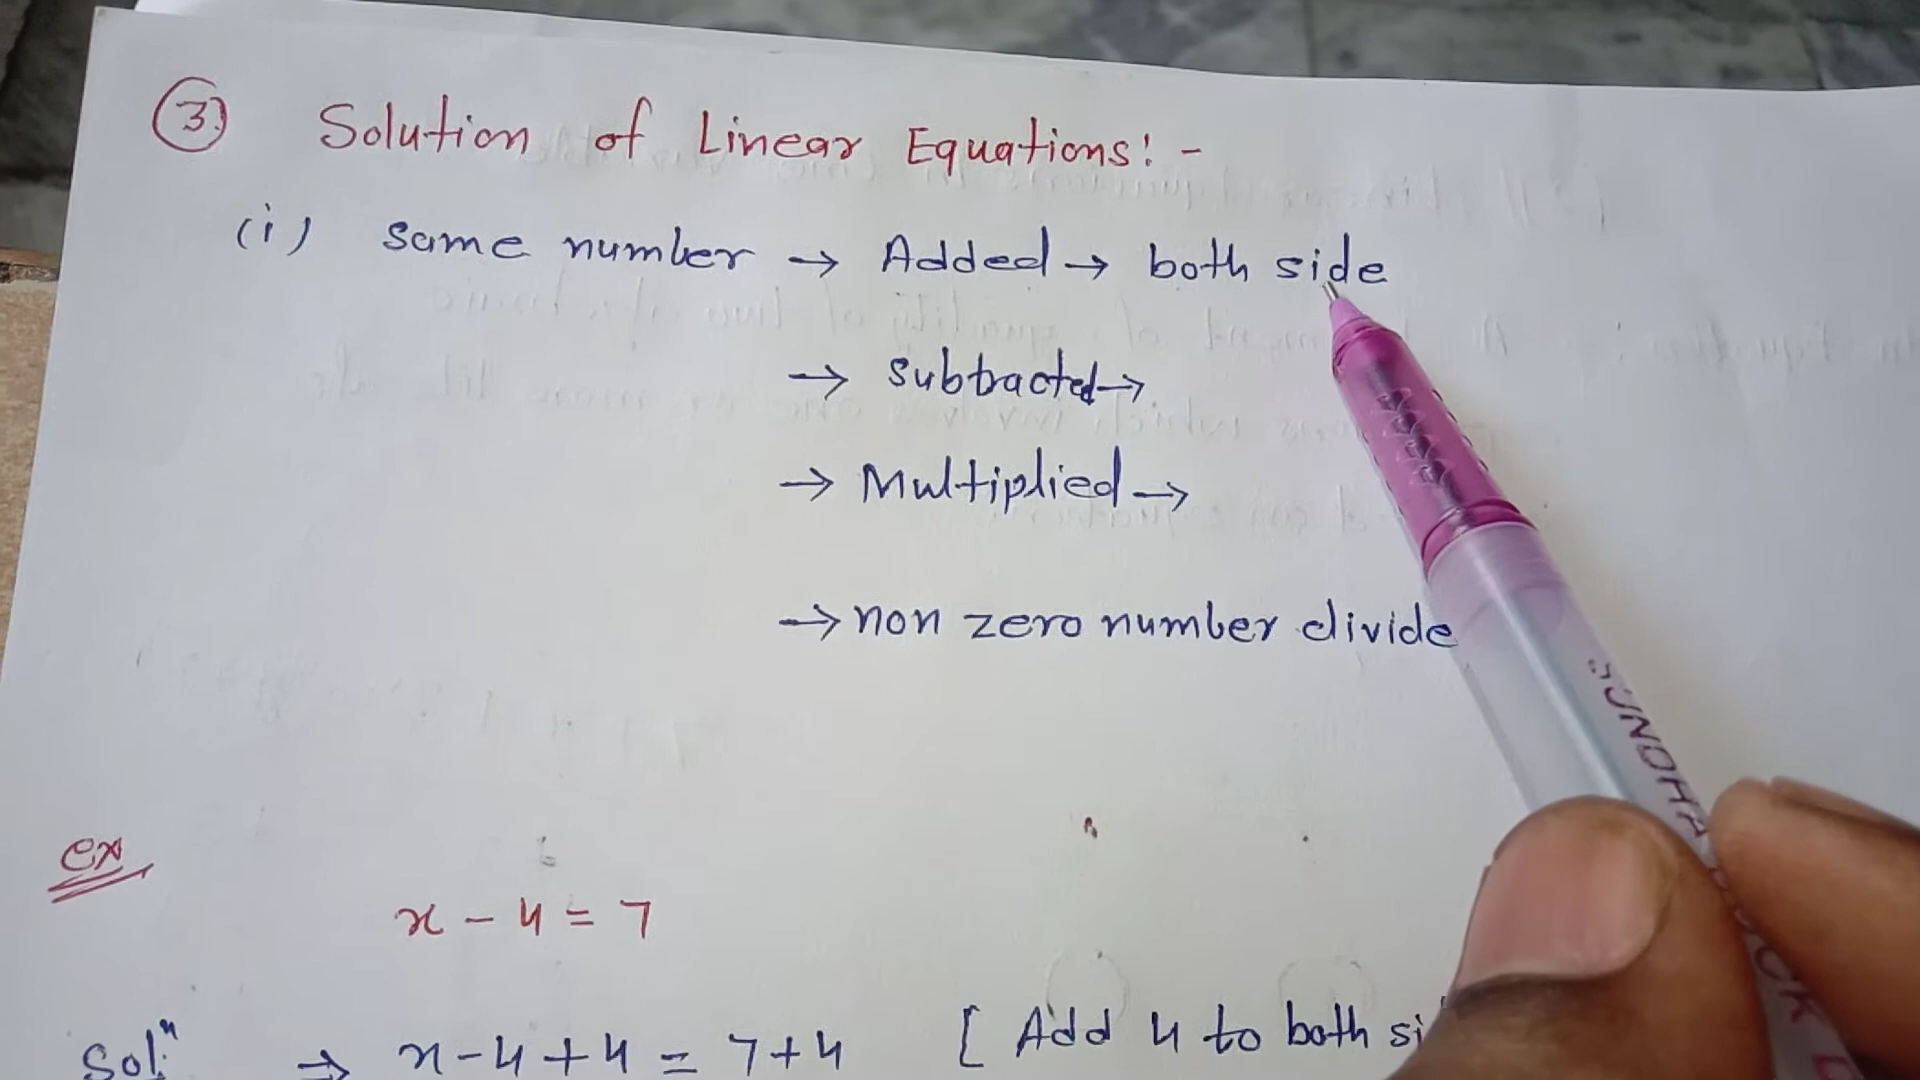 3) Solution of Linear Equations:-
(i) same number → Added → both side
→ subtracted →
→ Multiplied →
→ non zero number divide
ex
x - 4 = 7
Solⁿ: ⇒ x-4+4 = 7+4 [ Add 4 to both si